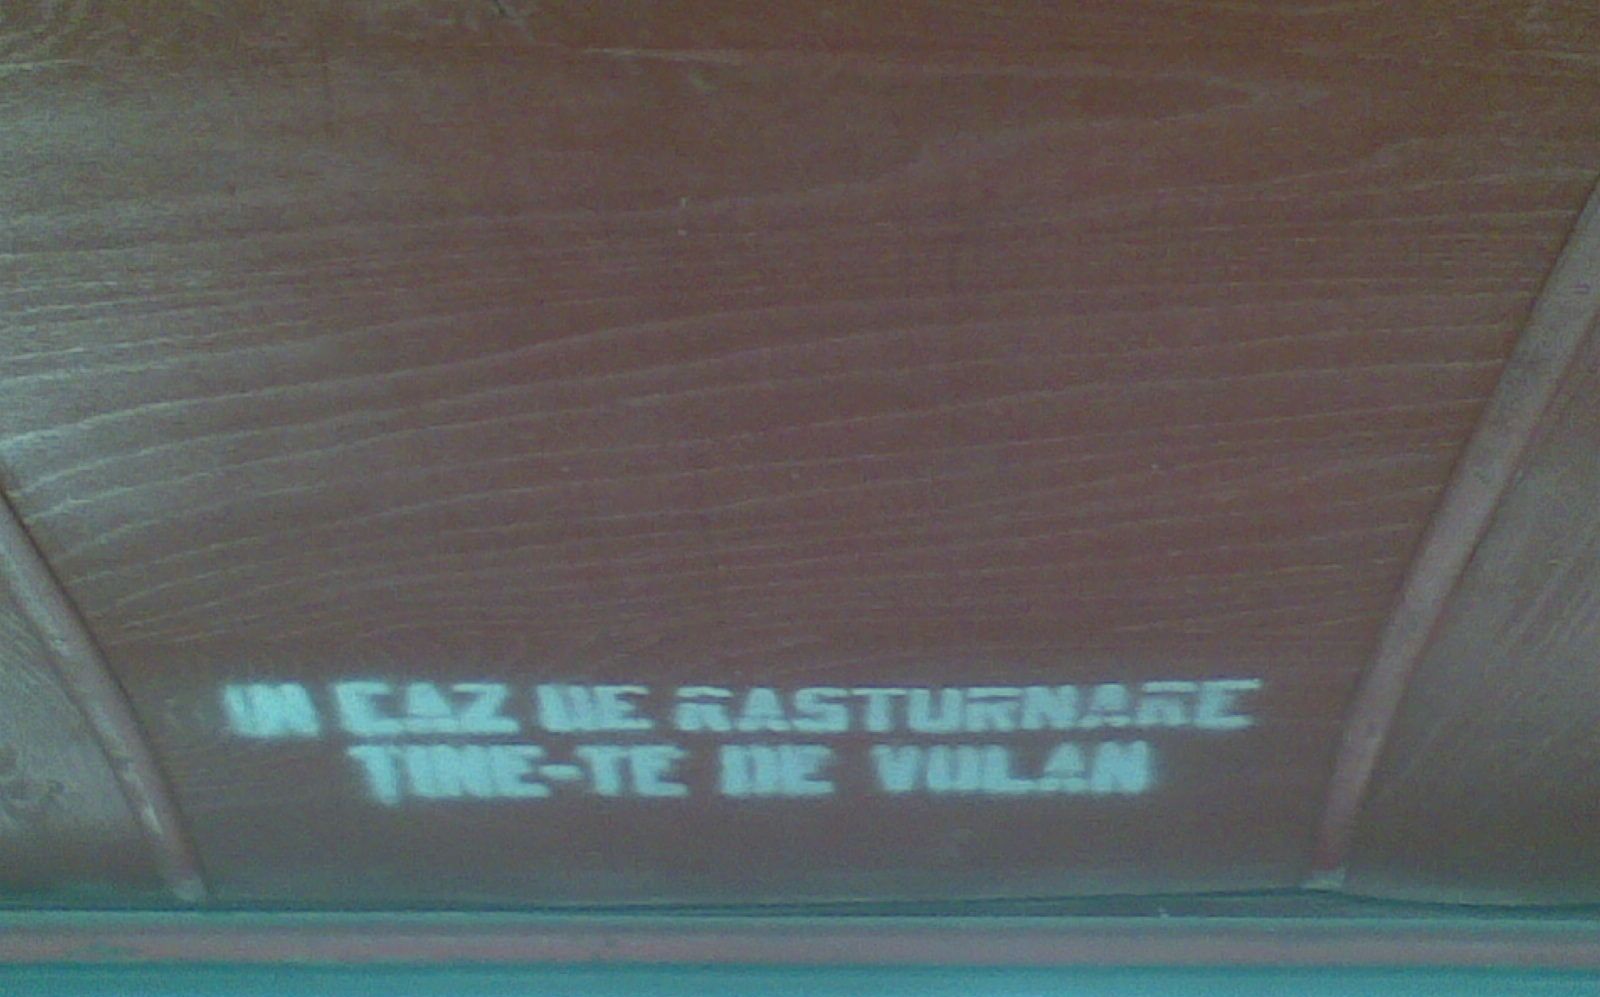 IN CAZ DE RASTURNARE
TINE-TE DE VOLAN